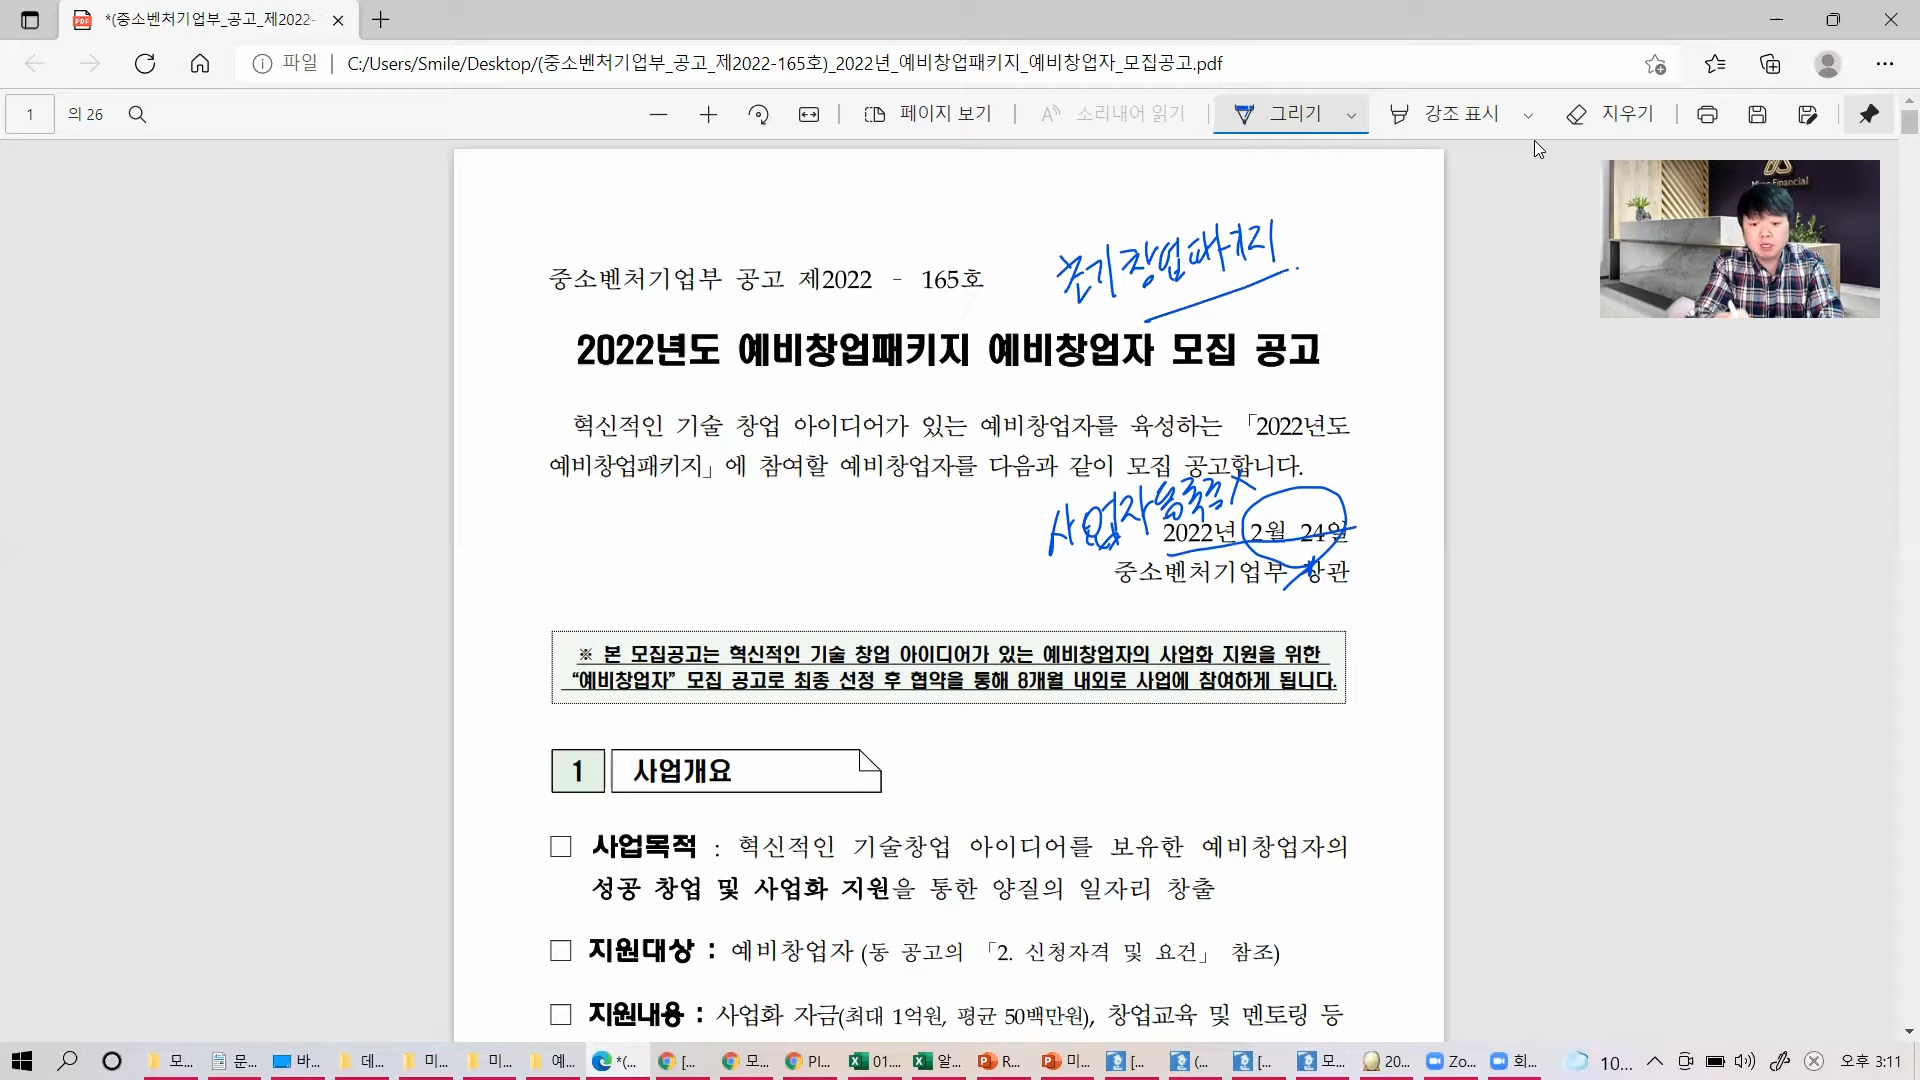 *(중소벤처기업부_공고_제2022-
파일
C:/Users/Smile/Desktop/(중소벤처기업부_공고_제2022-165호)_2022년_예비창업패키지_예비창업자_모집공고.pdf
1 의 26
페이지 보기
소리내어 읽기
그리기
강조 표시
지우기
Financial
초기창업패키지.
중소벤처기업부 공고 제2022 - 165호
2022년도 예비창업패키지 예비창업자 모집 공고
혁신적인 기술 창업 아이디어가 있는 예비창업자를 육성하는 「2022년도
예비창업패키지」에 참여할 예비창업자를 다음과 같이 모집 공고합니다.
사업자등록증 X
2022년 2월 24일
중소벤처기업부 장관
※ 본 모집공고는 혁신적인 기술 창업 아이디어가 있는 예비창업자의 사업화 지원을 위한
“예비창업자” 모집 공고로 최종 선정 후 협약을 통해 8개월 내외로 사업에 참여하게 됩니다.
1 사업개요
□ 사업목적 : 혁신적인 기술창업 아이디어를 보유한 예비창업자의
성공 창업 및 사업화 지원을 통한 양질의 일자리 창출
□ 지원대상 : 예비창업자 (동 공고의 「2. 신청자격 및 요건」 참조)
□ 지원내용 : 사업화 자금(최대 1억원, 평균 50백만원), 창업교육 및 멘토링 등
모... 문... 바... 데... 미... 미... 예... *(... [... 모... Pl... 01... 알... R... 미... [... (... [... 모... 20... Zo... 회... 10... 오후 3:11